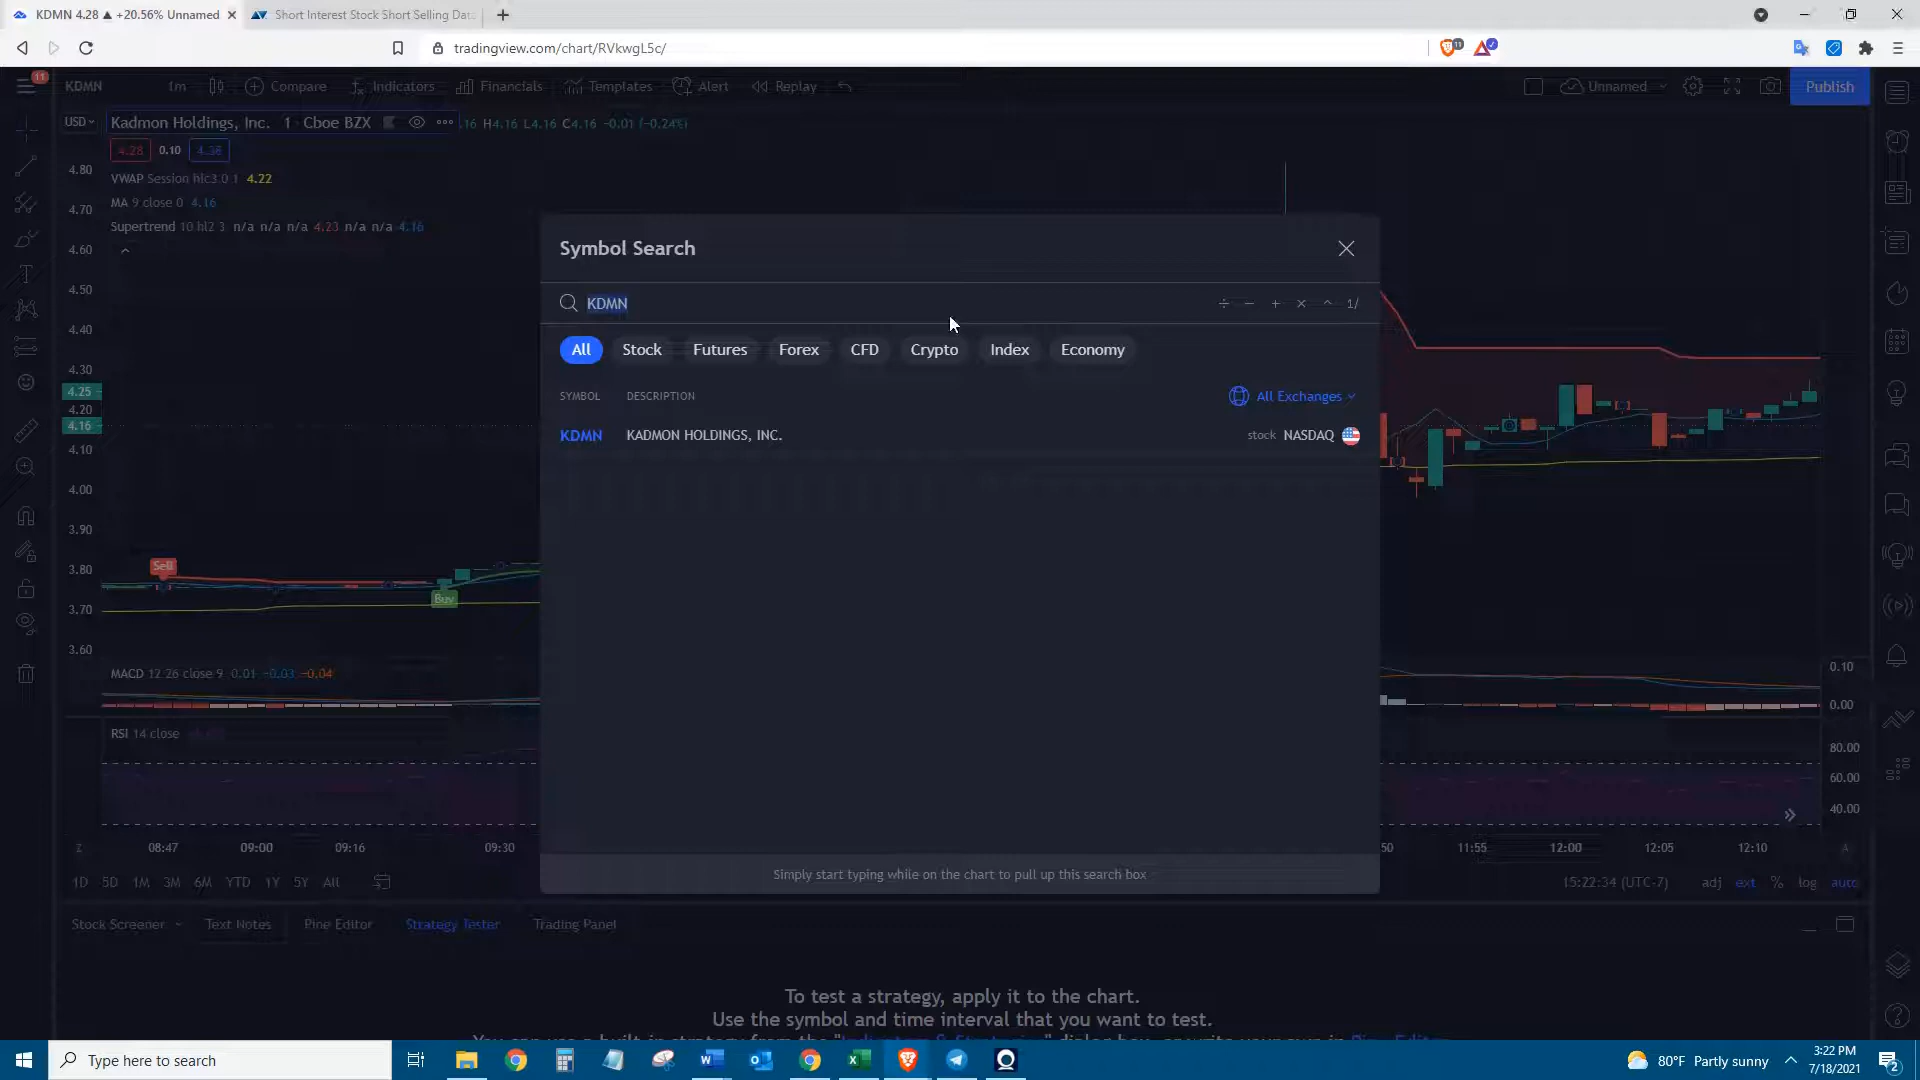 KDMN 4.28 ▲ +20.56% Unnamed
Short Interest Stock Short Selling Dat
tradingview.com/chart/RVkwgL5c/
11
11
KDMN 1m Compare Indicators Financials Templates Alert Replay Unnamed Publish
USD Kadmon Holdings, Inc. · 1 · Cboe BZX .16 H4.16 L4.16 C4.16 −0.01 (−0.24%)
4.28 0.10 4.38
VWAP Session hlc3 0 1 4.22
MA 9 close 0 4.16
Supertrend 10 hl2 3 n/a n/a n/a 4.23 n/a n/a 4.16
4.80
4.70
4.60
4.50
4.40
4.30
4.25
4.20
4.16
4.10
4.00
3.90
3.80
3.70
3.60
Symbol Search
KDMN
÷ − + × ^ 1/
All Stock Futures Forex CFD Crypto Index Economy
SYMBOL DESCRIPTION All Exchanges
KDMN KADMON HOLDINGS, INC. stock NASDAQ
Simply start typing while on the chart to pull up this search box
Sell
Buy
MACD 12 26 close 9 0.01 −0.03 −0.04
0.10
0.00
RSI 14 close
80.00
60.00
40.00
Z 08:47 09:00 09:16 09:30 50 11:55 12:00 12:05 12:10 A
1D 5D 1M 3M 6M YTD 1Y 5Y All 15:22:34 (UTC-7) adj ext % log auto
Stock Screener Text Notes Pine Editor Strategy Tester Trading Panel
To test a strategy, apply it to the chart.
Use the symbol and time interval that you want to test.
Type here to search
80°F Partly sunny
3:22 PM
7/18/2021
2